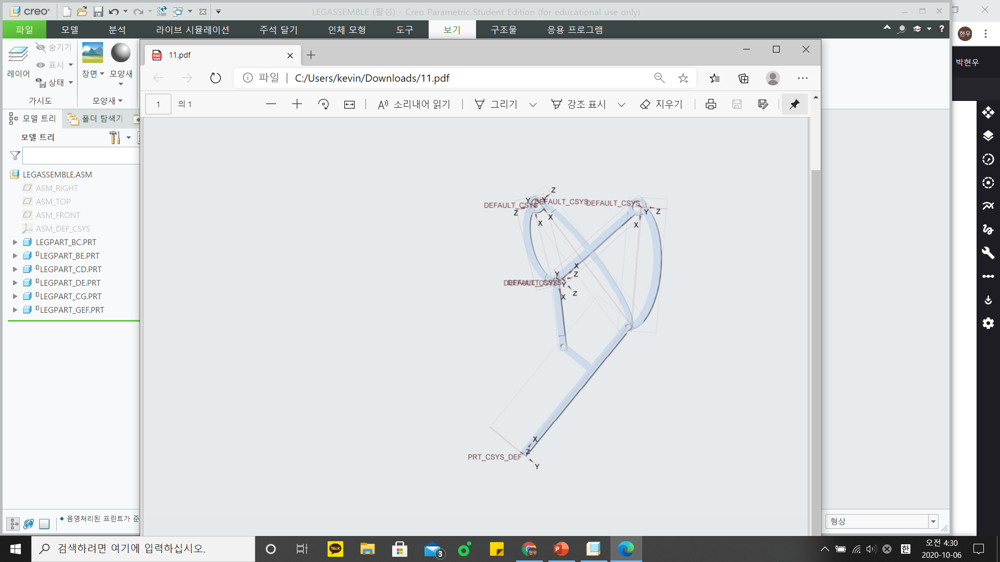 creo
LEGASSEMBLE (활성) - Creo Parametric Student Edition (for educational use only)
파일 모델 분석 라이브 시뮬레이션 주석 달기 인체 모형 도구 보기 구조물 응용 프로그램
현우
박현우
숨기기
표시
상태
레이어
장면
모양새
가시도
모양새
11.pdf
파일 C:/Users/kevin/Downloads/11.pdf
1 의 1
소리내어 읽기
그리기
강조 표시
지우기
모델 트리 폴더 탐색기
모델 트리
LEGASSEMBLE.ASM
ASM_RIGHT
ASM_TOP
ASM_FRONT
ASM_DEF_CSYS
LEGPART_BC.PRT
LEGPART_BE.PRT
LEGPART_CD.PRT
LEGPART_DE.PRT
LEGPART_CG.PRT
LEGPART_GEF.PRT
Z
Y Y
DEFAULT_CSYS DEFAULT_CSYS DEFAULT_CSYS
Z X X
Y Z
X
X
Y Z
DEFAULT_CSYS DEFAULT_CSYS
Y
X Z
X
Z
PRT_CSYS_DEF
Y
음영처리된 프린트가 준
형상
검색하려면 여기에 입력하십시오.
TALK
3
현우
P
한
오전 4:30
2020-10-06